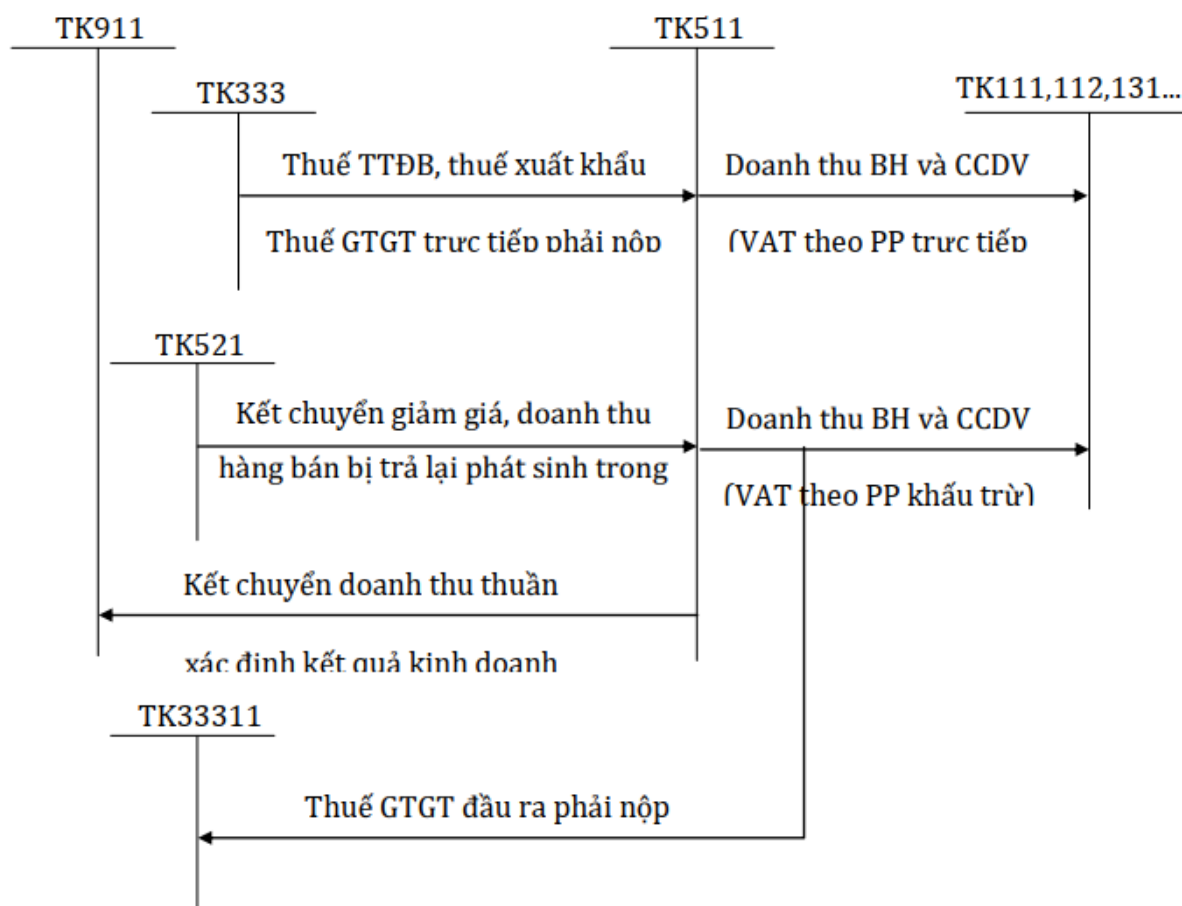 TK911
TK511
TK333
TK111,112,131...
Thuế TTĐB, thuế xuất khẩu
Doanh thu BH và CCDV
Thuế GTGT trực tiếp phải nộp
(VAT theo PP trực tiếp
TK521
Kết chuyển giảm giá, doanh thu
Doanh thu BH và CCDV
hàng bán bị trả lại phát sinh trong
(VAT theo PP khấu trừ)
Kết chuyển doanh thu thuần
xác định kết quả kinh doanh
TK33311
Thuế GTGT đầu ra phải nộp